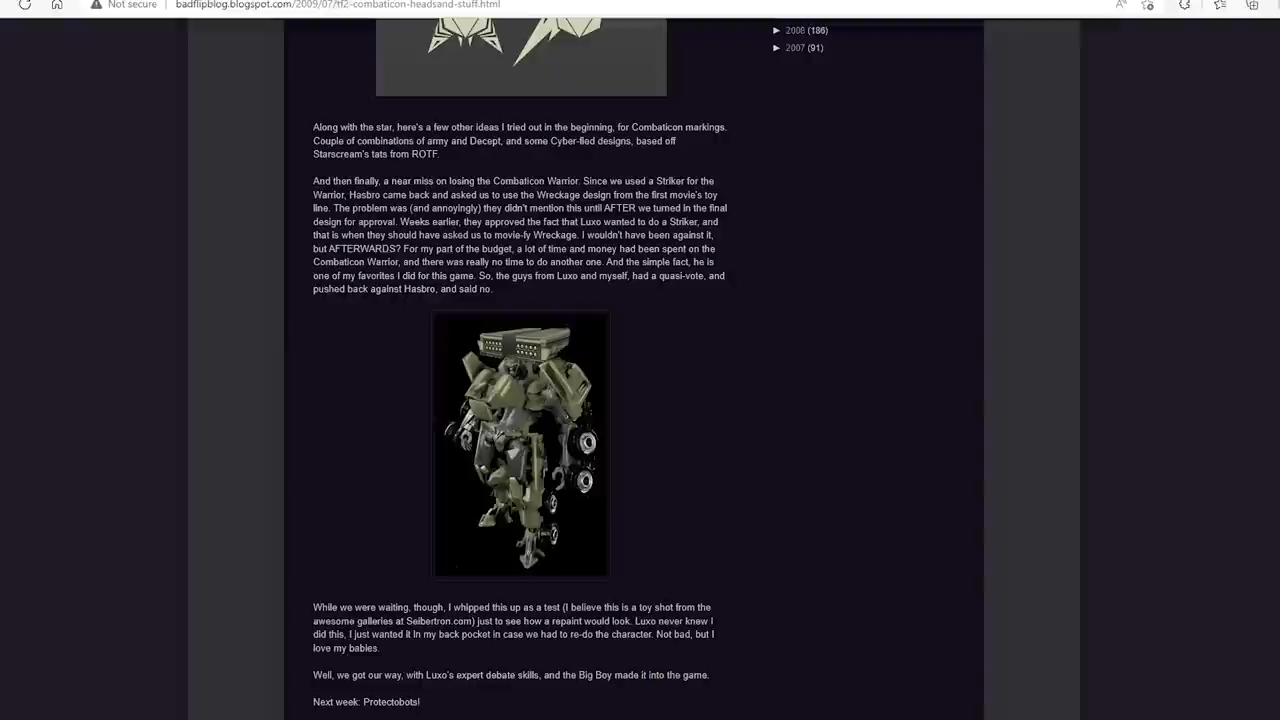 Not secure
badflipblog.blogspot.com/2009/07/tf2-combaticon-headsand-stuff.html
► 2008 (186)
► 2007 (91)
Along with the star, here's a few other ideas I tried out in the beginning, for Combaticon markings.
Couple of combinations of army and Decept, and some Cyber-fied designs, based off
Starscream's tats from ROTF.
And then finally, a near miss on losing the Combaticon Warrior. Since we used a Striker for the
Warrior, Hasbro came back and asked us to use the Wreckage design from the first movie's toy
line. The problem was (and annoyingly) they didn't mention this until AFTER we turned in the final
design for approval. Weeks earlier, they approved the fact that Luxo wanted to do a Striker, and
that is when they should have asked us to movie-fy Wreckage. I wouldn't have been against it,
but AFTERWARDS? For my part of the budget, a lot of time and money had been spent on the
Combaticon Warrior, and there was really no time to do another one. And the simple fact, he is
one of my favorites I did for this game. So, the guys from Luxo and myself, had a quasi-vote, and
pushed back against Hasbro, and said no.
While we were waiting, though, I whipped this up as a test (I believe this is a toy shot from the
awesome galleries at Seibertron.com) just to see how a repaint would look. Luxo never knew I
did this, I just wanted it in my back pocket in case we had to re-do the character. Not bad, but I
love my babies.
Well, we got our way, with Luxo's expert debate skills, and the Big Boy made it into the game.
Next week: Protectobots!